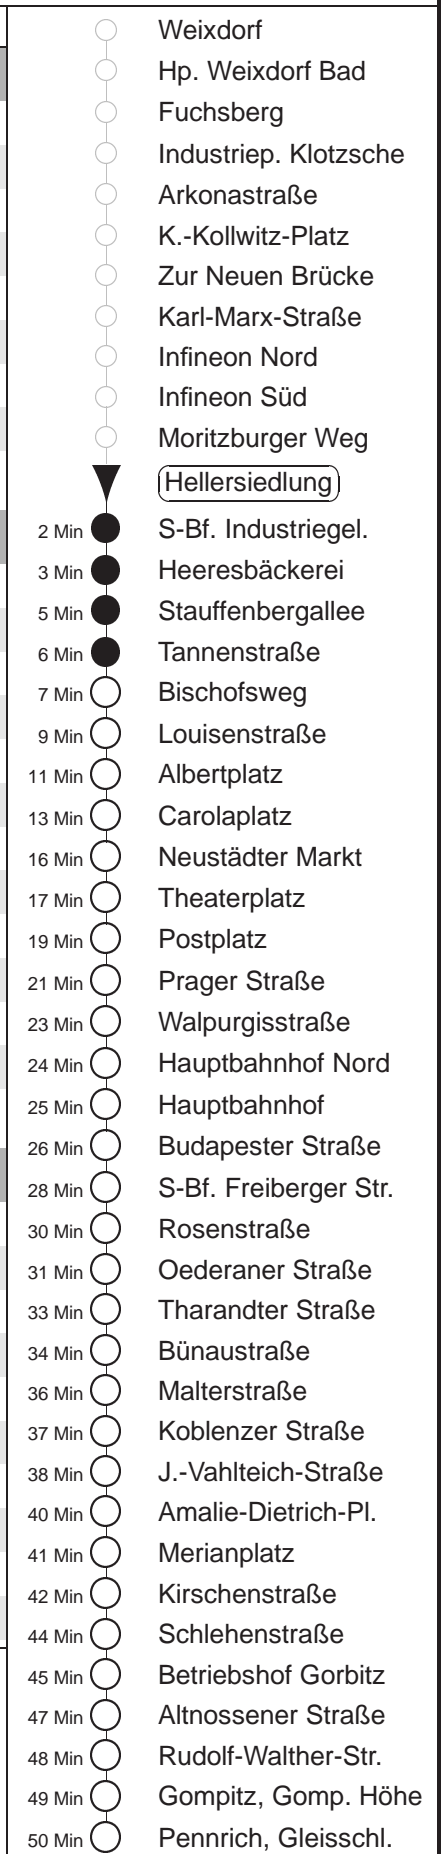 Weixdorf
Hp. Weixdorf Bad
Fuchsberg
Industriep. Klotzsche
Arkonastraße
K.-Kollwitz-Platz
Zur Neuen Brücke
Karl-Marx-Straße
Infineon Nord
Infineon Süd
Moritzburger Weg
Hellersiedlung
2 Min S-Bf. Industriegel.
3 Min Heeresbäckerei
5 Min Stauffenbergallee
6 Min Tannenstraße
7 Min Bischofsweg
9 Min Louisenstraße
11 Min Albertplatz
13 Min Carolaplatz
16 Min Neustädter Markt
17 Min Theaterplatz
19 Min Postplatz
21 Min Prager Straße
23 Min Walpurgisstraße
24 Min Hauptbahnhof Nord
25 Min Hauptbahnhof
26 Min Budapester Straße
28 Min S-Bf. Freiberger Str.
30 Min Rosenstraße
31 Min Oederaner Straße
33 Min Tharandter Straße
34 Min Bünaustraße
36 Min Malterstraße
37 Min Koblenzer Straße
38 Min J.-Vahlteich-Straße
40 Min Amalie-Dietrich-Pl.
41 Min Merianplatz
42 Min Kirschenstraße
44 Min Schlehenstraße
45 Min Betriebshof Gorbitz
47 Min Altnossener Straße
48 Min Rudolf-Walther-Str.
49 Min Gompitz, Gomp. Höhe
50 Min Pennrich, Gleisschl.